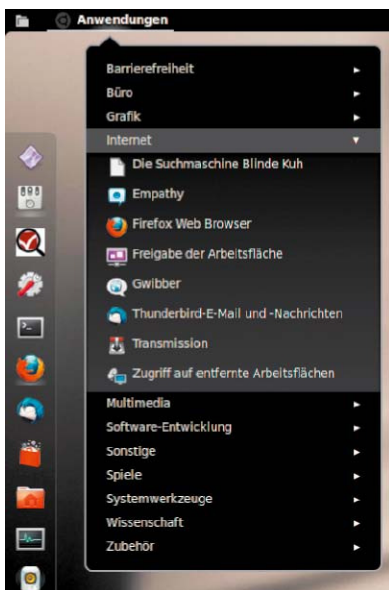 Anwendungen
Barrierefreiheit
Büro
Grafik
Internet
Die Suchmaschine Blinde Kuh
Empathy
Firefox Web Browser
Freigabe der Arbeitsfläche
Gwibber
Thunderbird-E-Mail und -Nachrichten
Transmission
Zugriff auf entfernte Arbeitsflächen
Multimedia
Software-Entwicklung
Sonstige
Spiele
Systemwerkzeuge
Wissenschaft
Zubehör